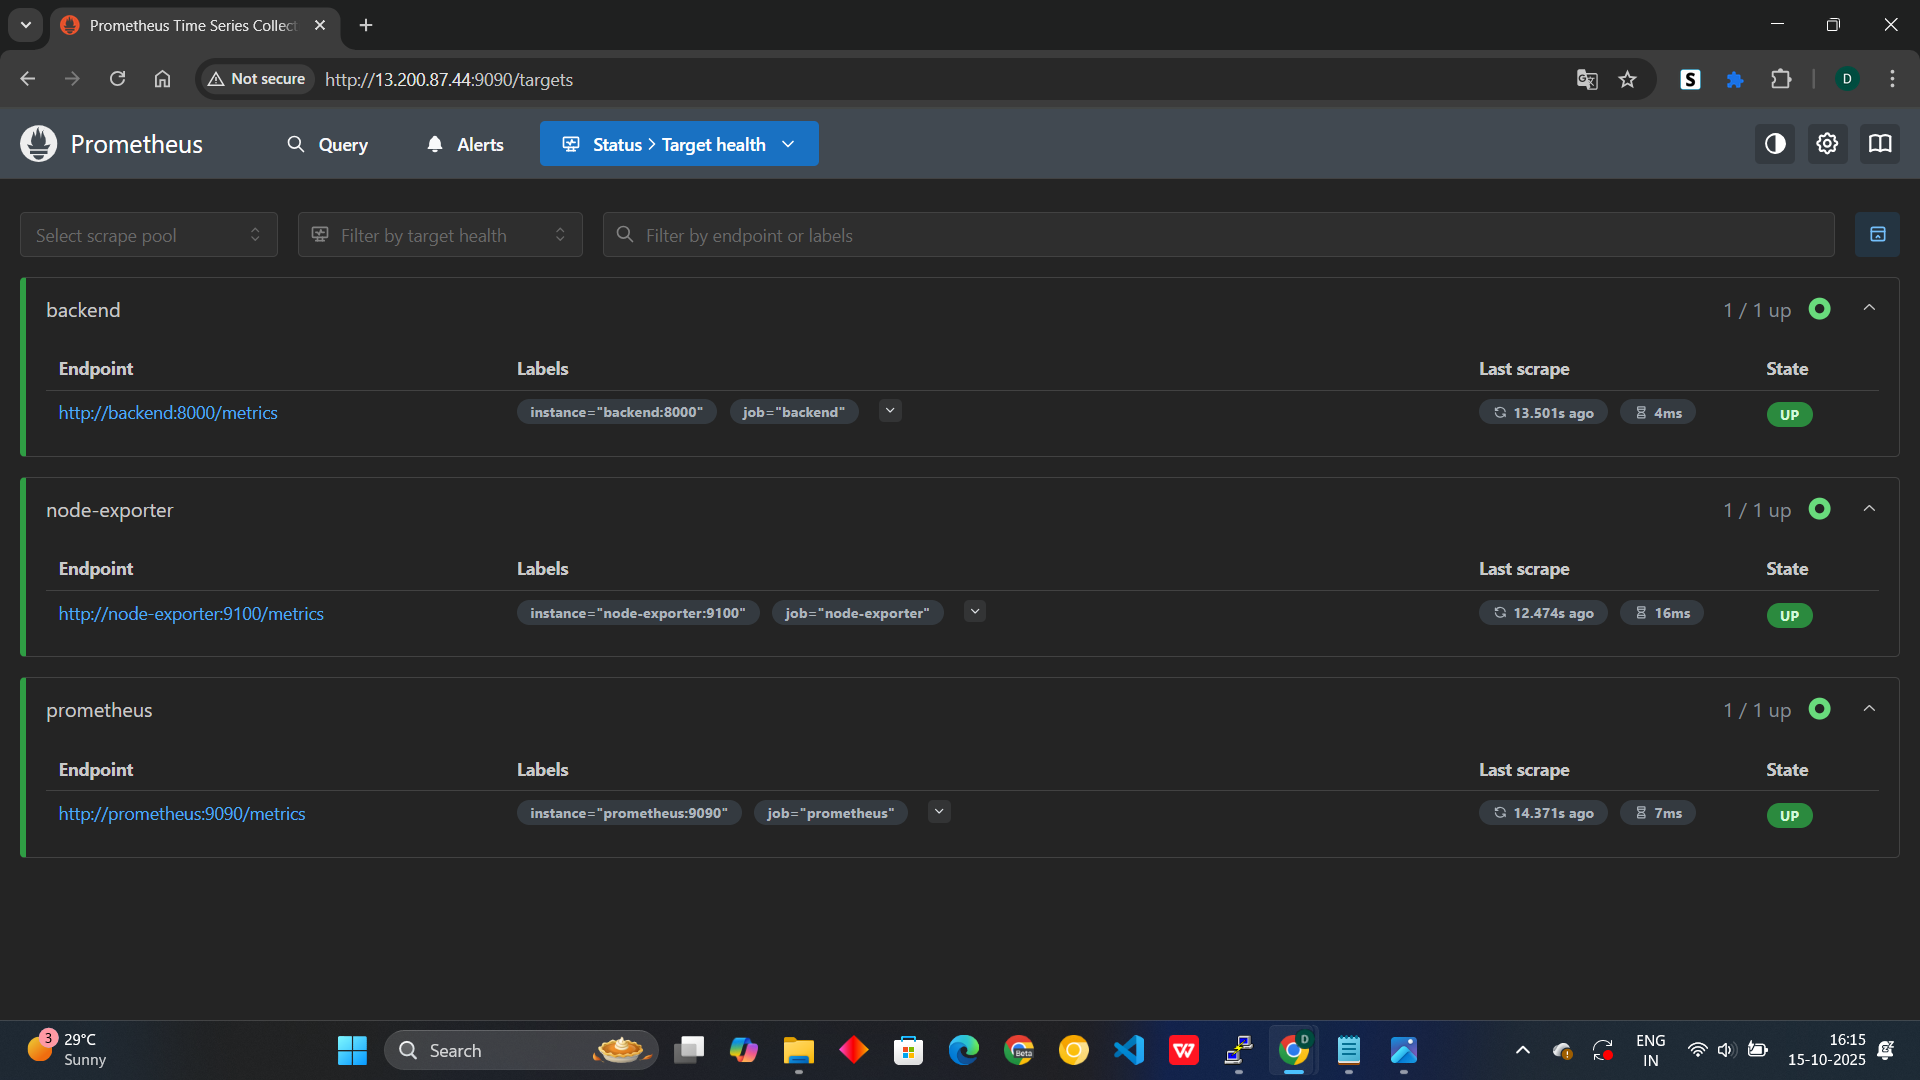 Prometheus Time Series Collect
Not secure
http://13.200.87.44:9090/targets
S
D
Prometheus
Query
Alerts
Status > Target health
Select scrape pool
Filter by target health
Filter by endpoint or labels
backend
1 / 1 up
Endpoint Labels Last scrape State
http://backend:8000/metrics instance="backend:8000" job="backend" 13.501s ago 4ms UP
node-exporter
1 / 1 up
Endpoint Labels Last scrape State
http://node-exporter:9100/metrics instance="node-exporter:9100" job="node-exporter" 12.474s ago 16ms UP
prometheus
1 / 1 up
Endpoint Labels Last scrape State
http://prometheus:9090/metrics instance="prometheus:9090" job="prometheus" 14.371s ago 7ms UP
3
29°C
Sunny
Search
Beta
W
D
ENG
IN
16:15
15-10-2025